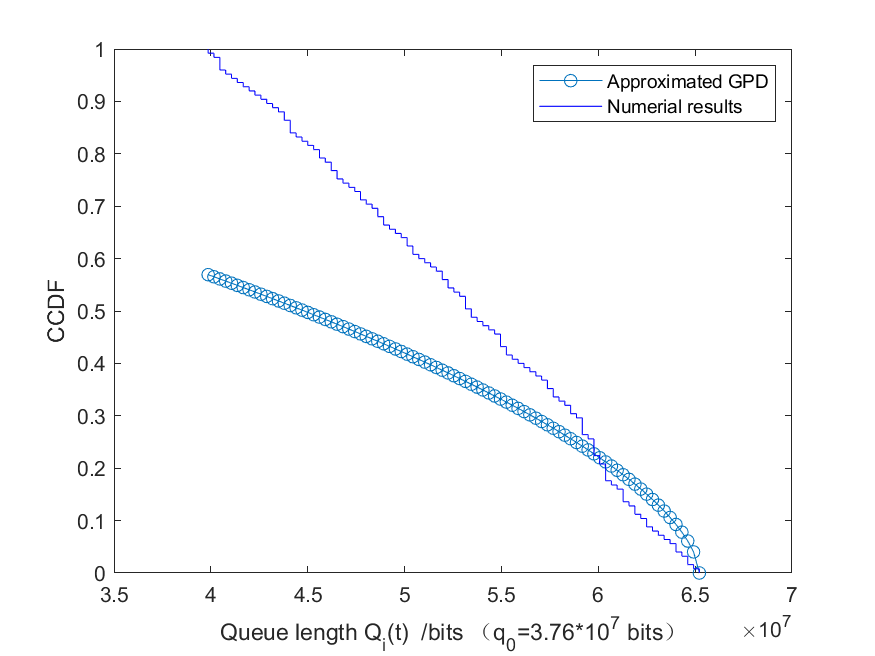 1
0.9
0.8
0.7
0.6
0.5
0.4
0.3
0.2
0.1
0
CCDF
Approximated GPD
Numerial results
3.5 4 4.5 5 5.5 6 6.5 7
×10^7
Queue length Q_i(t) /bits （q_0=3.76*10^7 bits）